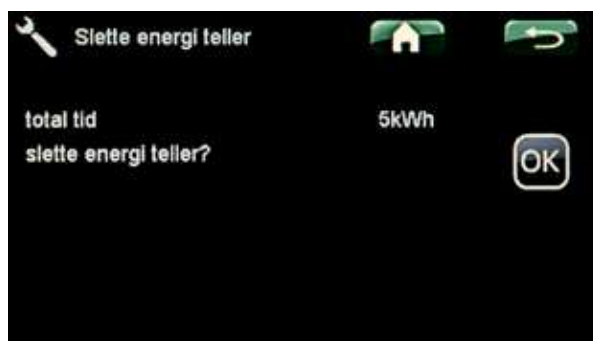 Slette energi teller
total tid 5kWh
slette energi teller?
OK